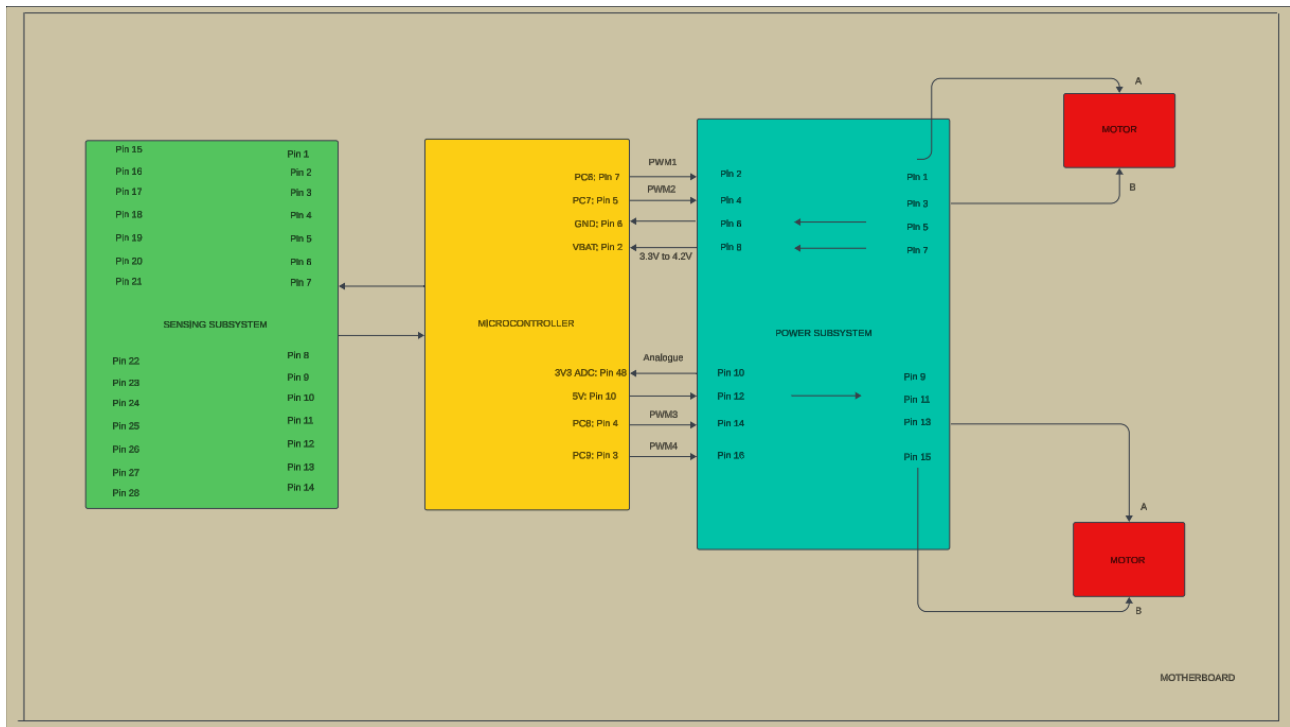 Pin 15
Pin 16
Pin 17
Pin 18
Pin 19
Pin 20
Pin 21
Pin 1
Pin 2
Pin 3
Pin 4
Pin 5
Pin 6
Pin 7
SENSING SUBSYSTEM
Pin 22
Pin 23
Pin 24
Pin 25
Pin 26
Pin 27
Pin 28
Pin 8
Pin 9
Pin 10
Pin 11
Pin 12
Pin 13
Pin 14
PC6; Pin 7
PC7; Pin 5
GND; Pin 6
VBAT; Pin 2
MICROCONTROLLER
3V3 ADC; Pin 48
5V; Pin 10
PC8; Pin 4
PC9; Pin 3
PWM1
PWM2
3.3V to 4.2V
Analogue
PWM3
PWM4
Pin 2
Pin 4
Pin 6
Pin 8
Pin 1
Pin 3
Pin 5
Pin 7
POWER SUBSYSTEM
Pin 10
Pin 12
Pin 14
Pin 16
Pin 9
Pin 11
Pin 13
Pin 15
A
MOTOR
B
A
MOTOR
B
MOTHERBOARD